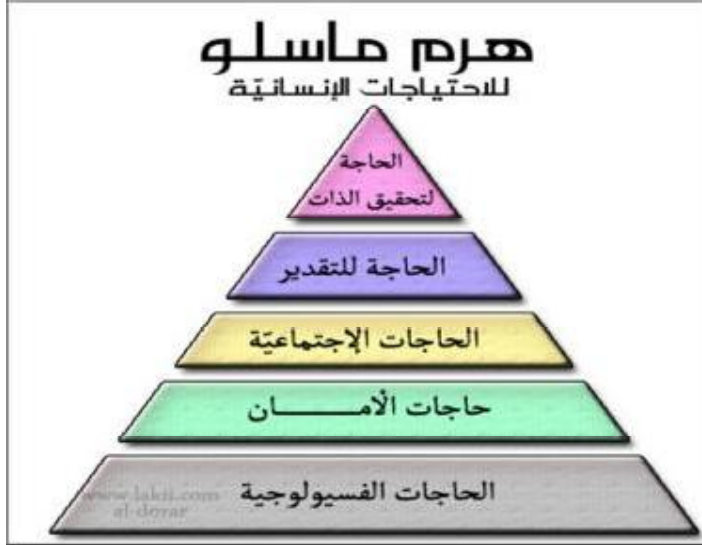 هرم ماسلو
للاحتياجات الإنسانيّة
الحاجة
لتحقيق الذات
الحاجة للتقدير
الحاجات الإجتماعيّة
حاجات الأمـــــــان
الحاجات الفسيولوجية
www.lakii.com
al-dorar